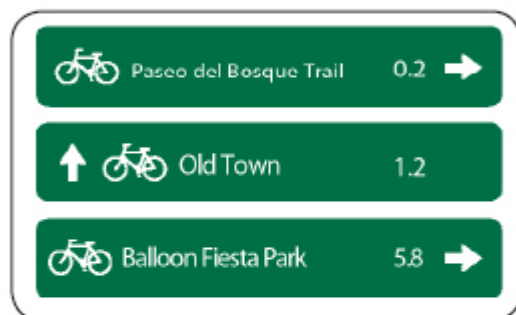 Paseo del Bosque Trail 0.2
Old Town 1.2
Balloon Fiesta Park 5.8